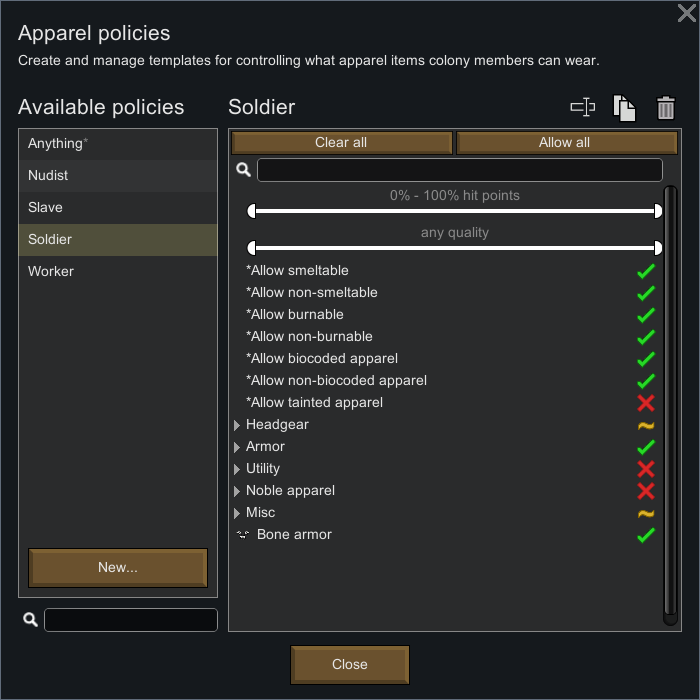 Apparel policies
Create and manage templates for controlling what apparel items colony members can wear.
Available policies
Anything*
Nudist
Slave
Soldier
Worker
New...
Soldier
Clear all
Allow all
0% - 100% hit points
any quality
*Allow smeltable
*Allow non-smeltable
*Allow burnable
*Allow non-burnable
*Allow biocoded apparel
*Allow non-biocoded apparel
*Allow tainted apparel
Headgear
Armor
Utility
Noble apparel
Misc
Bone armor
Close